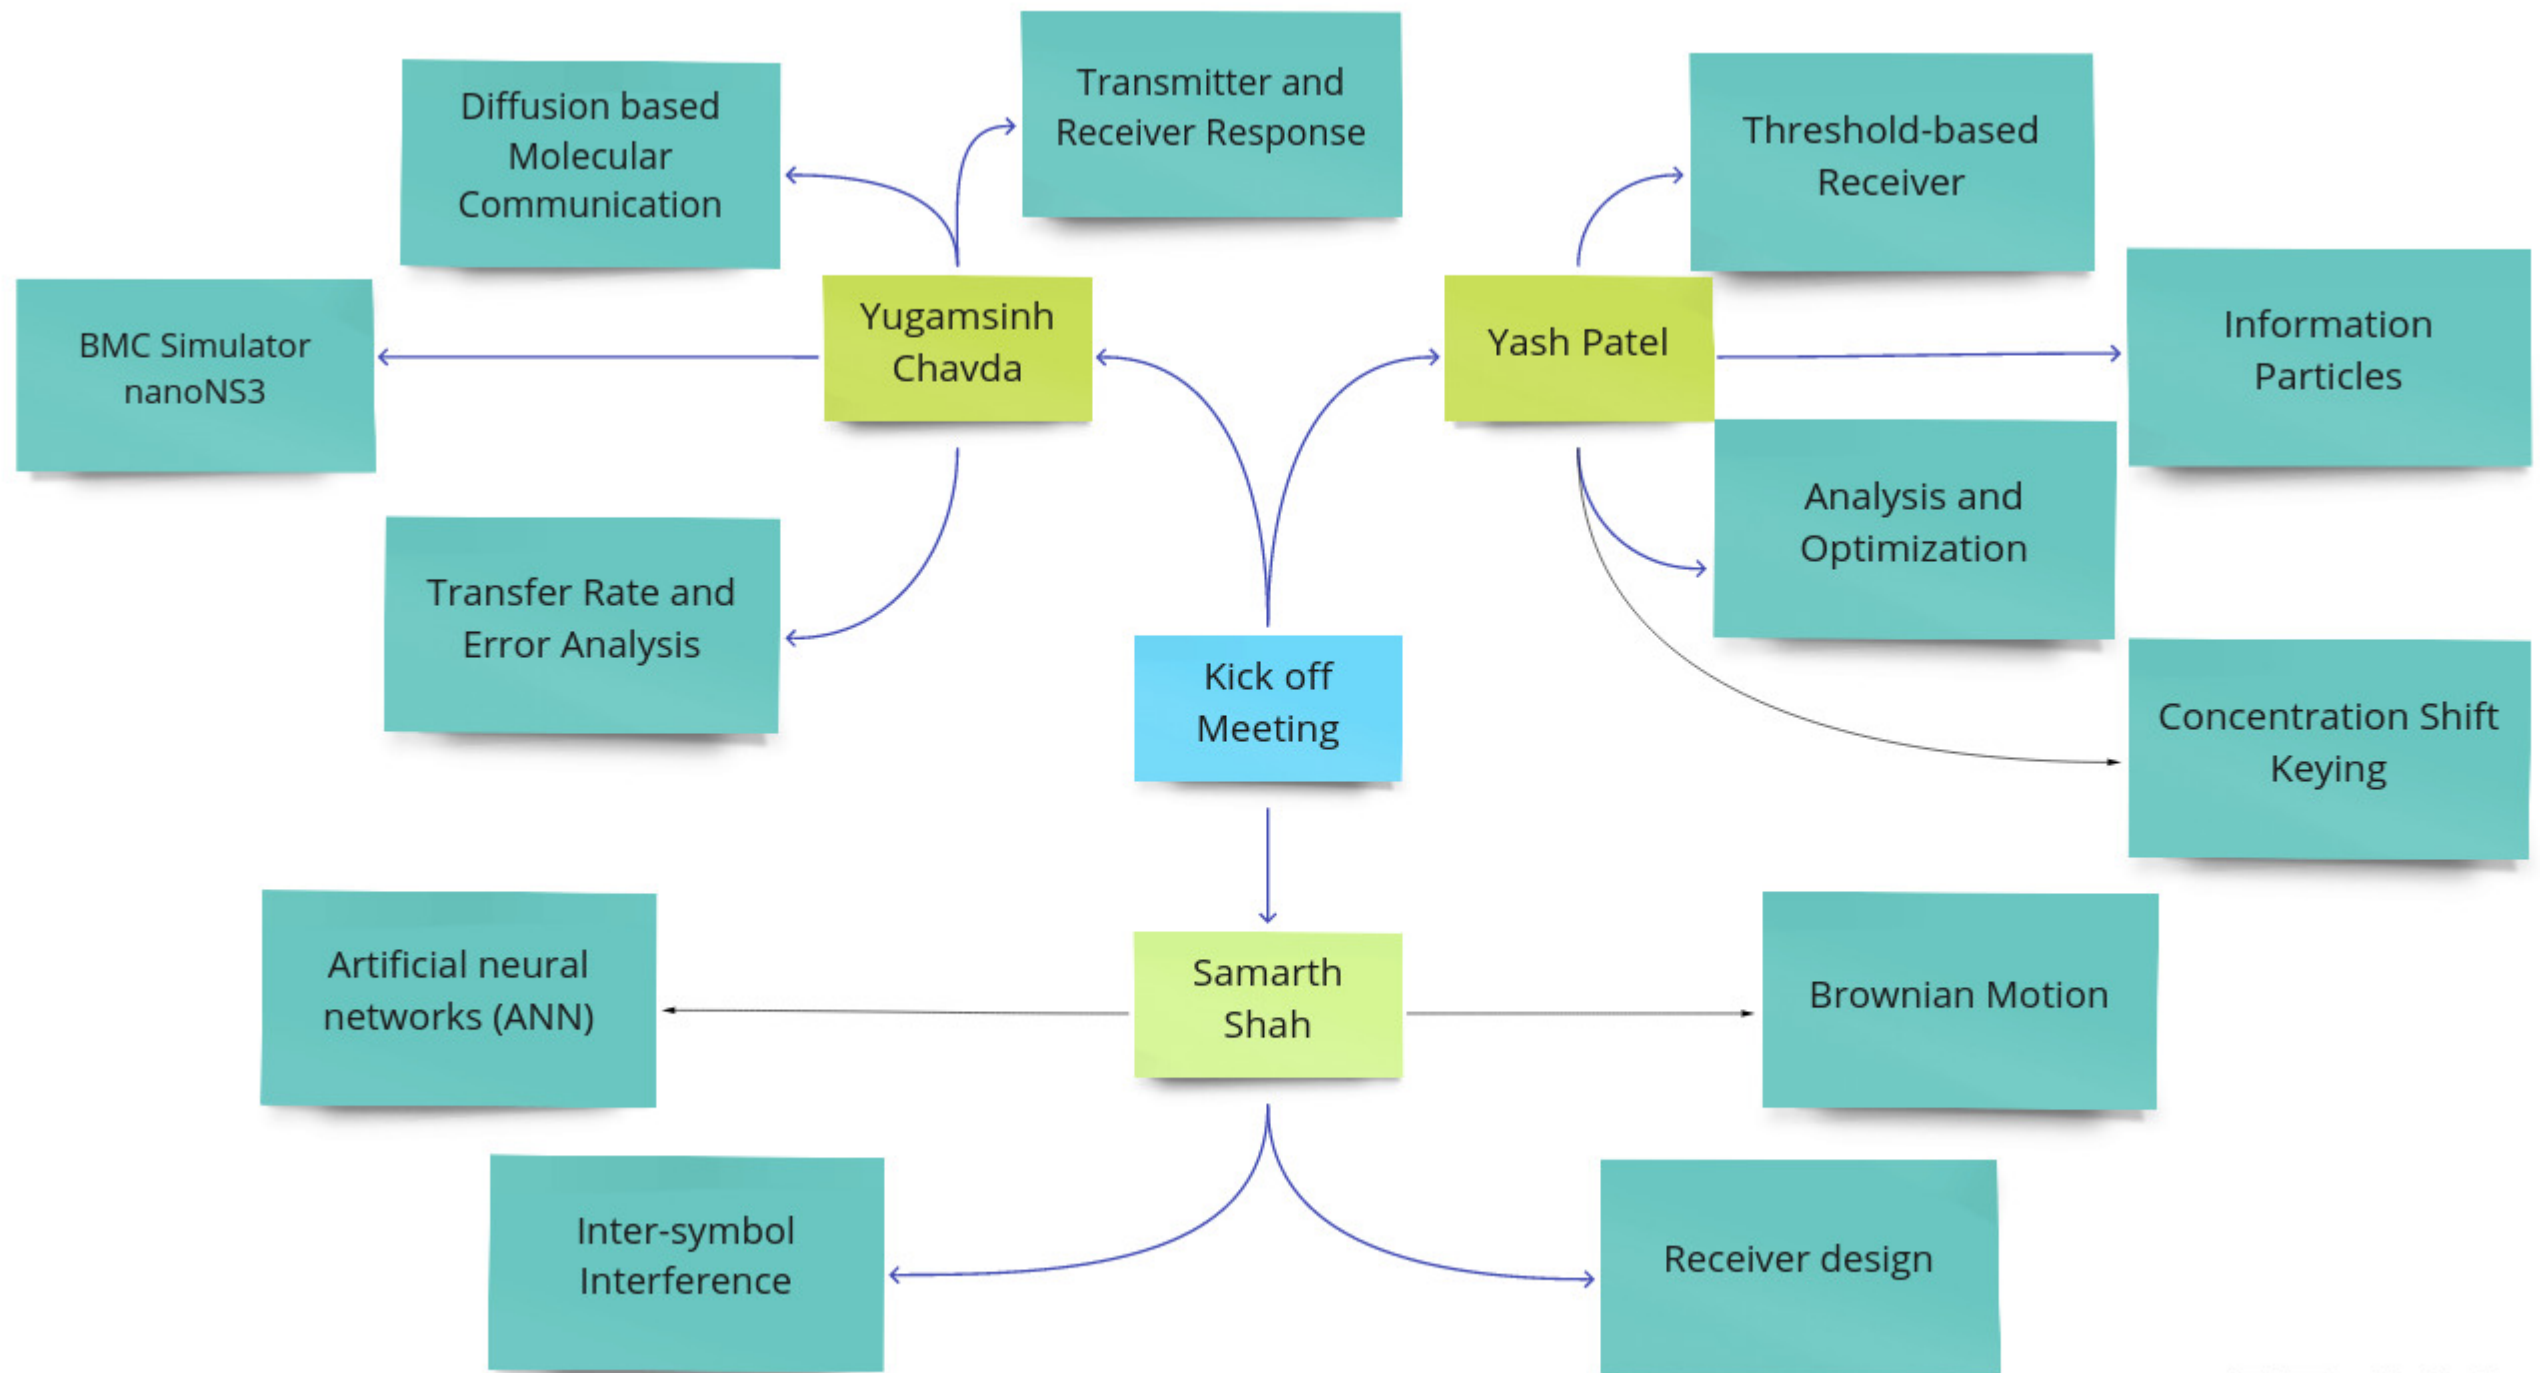 Transmitter and
Receiver Response
Diffusion based
Molecular
Communication
Threshold-based
Receiver
Yugamsinh
Chavda
Yash Patel
Information
Particles
BMC Simulator
nanoNS3
Analysis and
Optimization
Transfer Rate and
Error Analysis
Kick off
Meeting
Concentration Shift
Keying
Artificial neural
networks (ANN)
Samarth
Shah
Brownian Motion
Inter-symbol
Interference
Receiver design